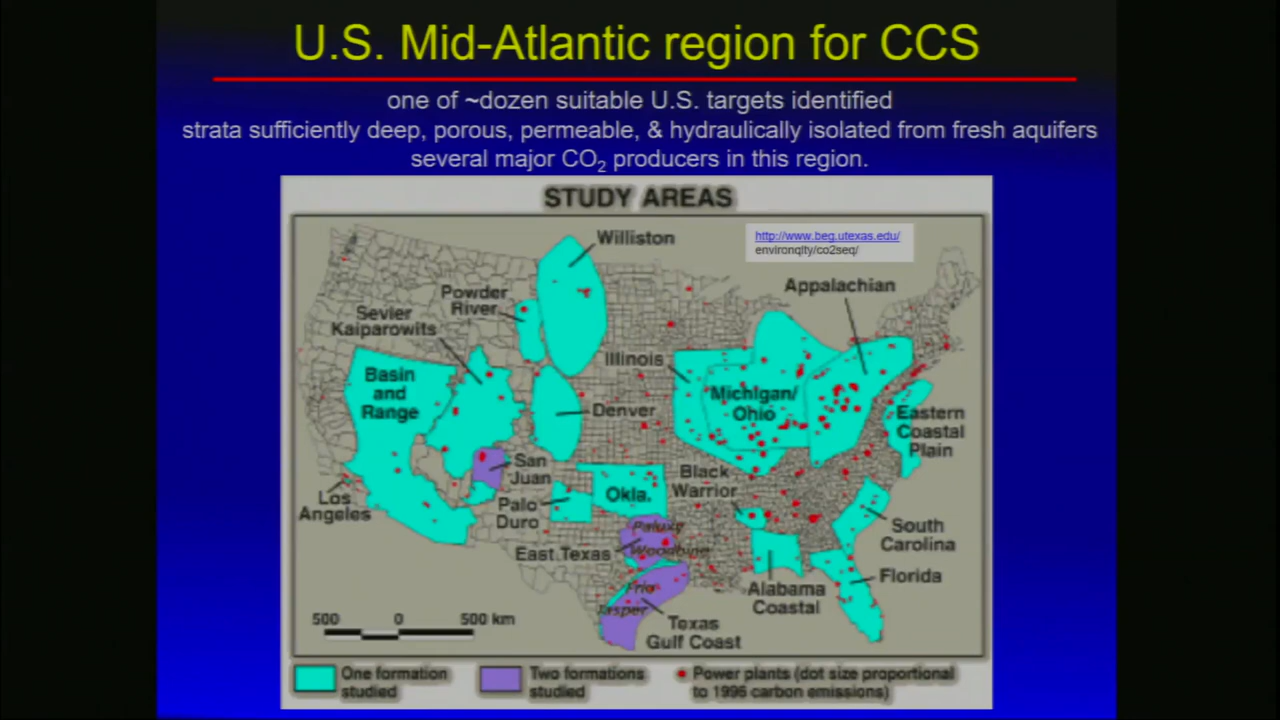 U.S. Mid-Atlantic region for CCS
one of ~dozen suitable U.S. targets identified
strata sufficiently deep, porous, permeable, & hydraulically isolated from fresh aquifers
several major CO₂ producers in this region.
STUDY AREAS
http://www.beg.utexas.edu/
environqlty/co2seq/
Williston
Appalachian
Powder
River
Sevier
Kaiparowits
Illinois
Basin
and
Range
Michigan/
Ohio
Denver
Eastern
Coastal
Plain
San
Juan
Black
Warrior
Los
Angeles
Palo
Duro
Okla.
South
Carolina
Paluxy
East Texas
Woodbine
Florida
Alabama
Coastal
Frio
Jasper
Texas
Gulf Coast
500 0 500 km
One formation
studied
Two formations
studied
Power plants (dot size proportional
to 1996 carbon emissions)